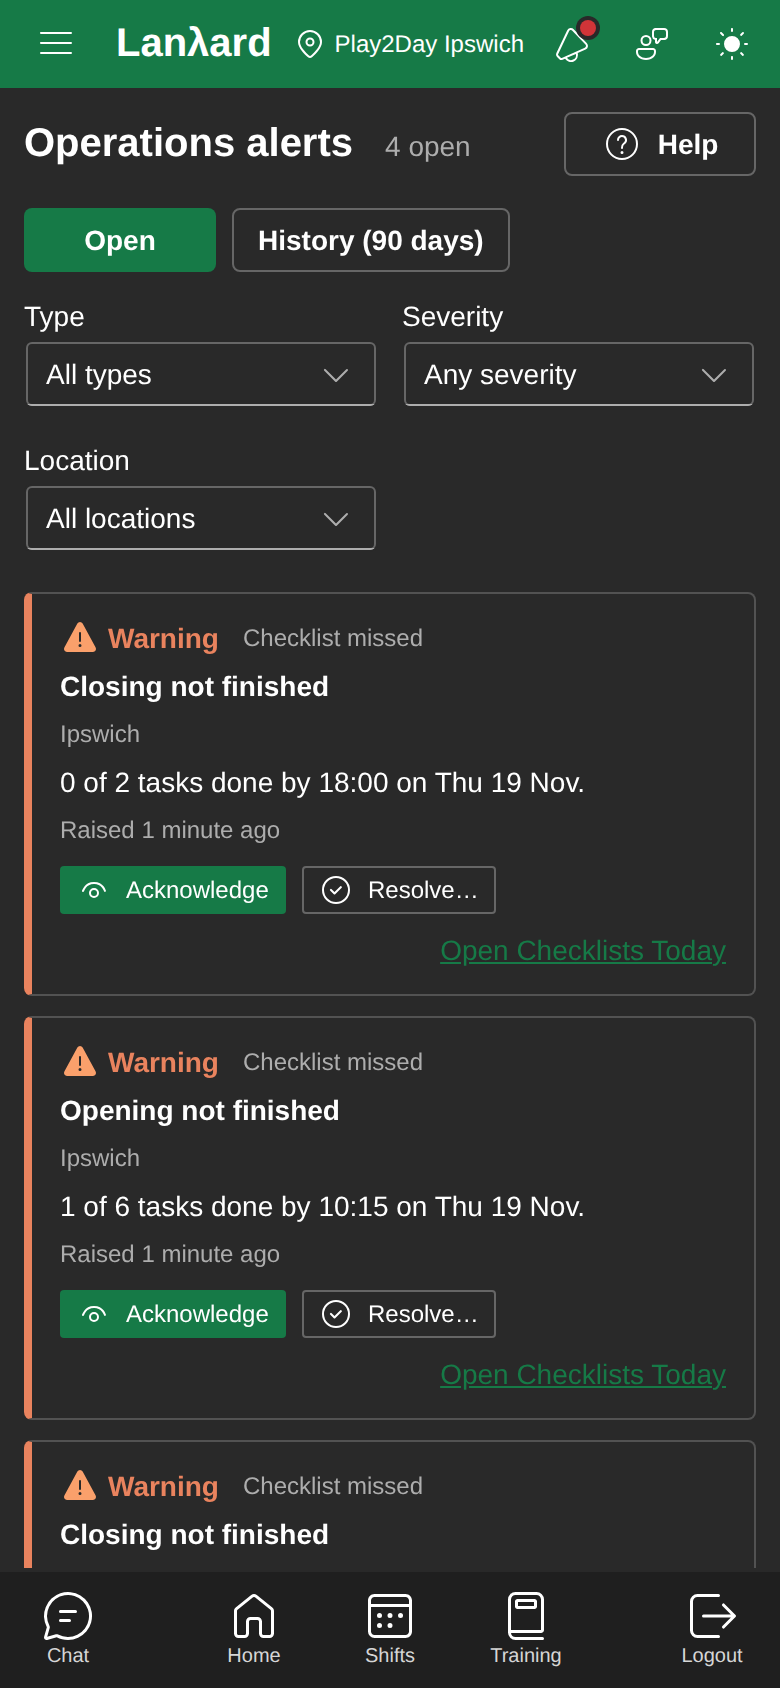 Lanλard
Play2Day Ipswich
Operations alerts 4 open
Help
Open
History (90 days)
Type
Severity
All types
Any severity
Location
All locations
Warning Checklist missed
Closing not finished
Ipswich
0 of 2 tasks done by 18:00 on Thu 19 Nov.
Raised 1 minute ago
Acknowledge
Resolve…
Open Checklists Today
Warning Checklist missed
Opening not finished
Ipswich
1 of 6 tasks done by 10:15 on Thu 19 Nov.
Raised 1 minute ago
Acknowledge
Resolve…
Open Checklists Today
Warning Checklist missed
Closing not finished
Chat
Home
Shifts
Training
Logout